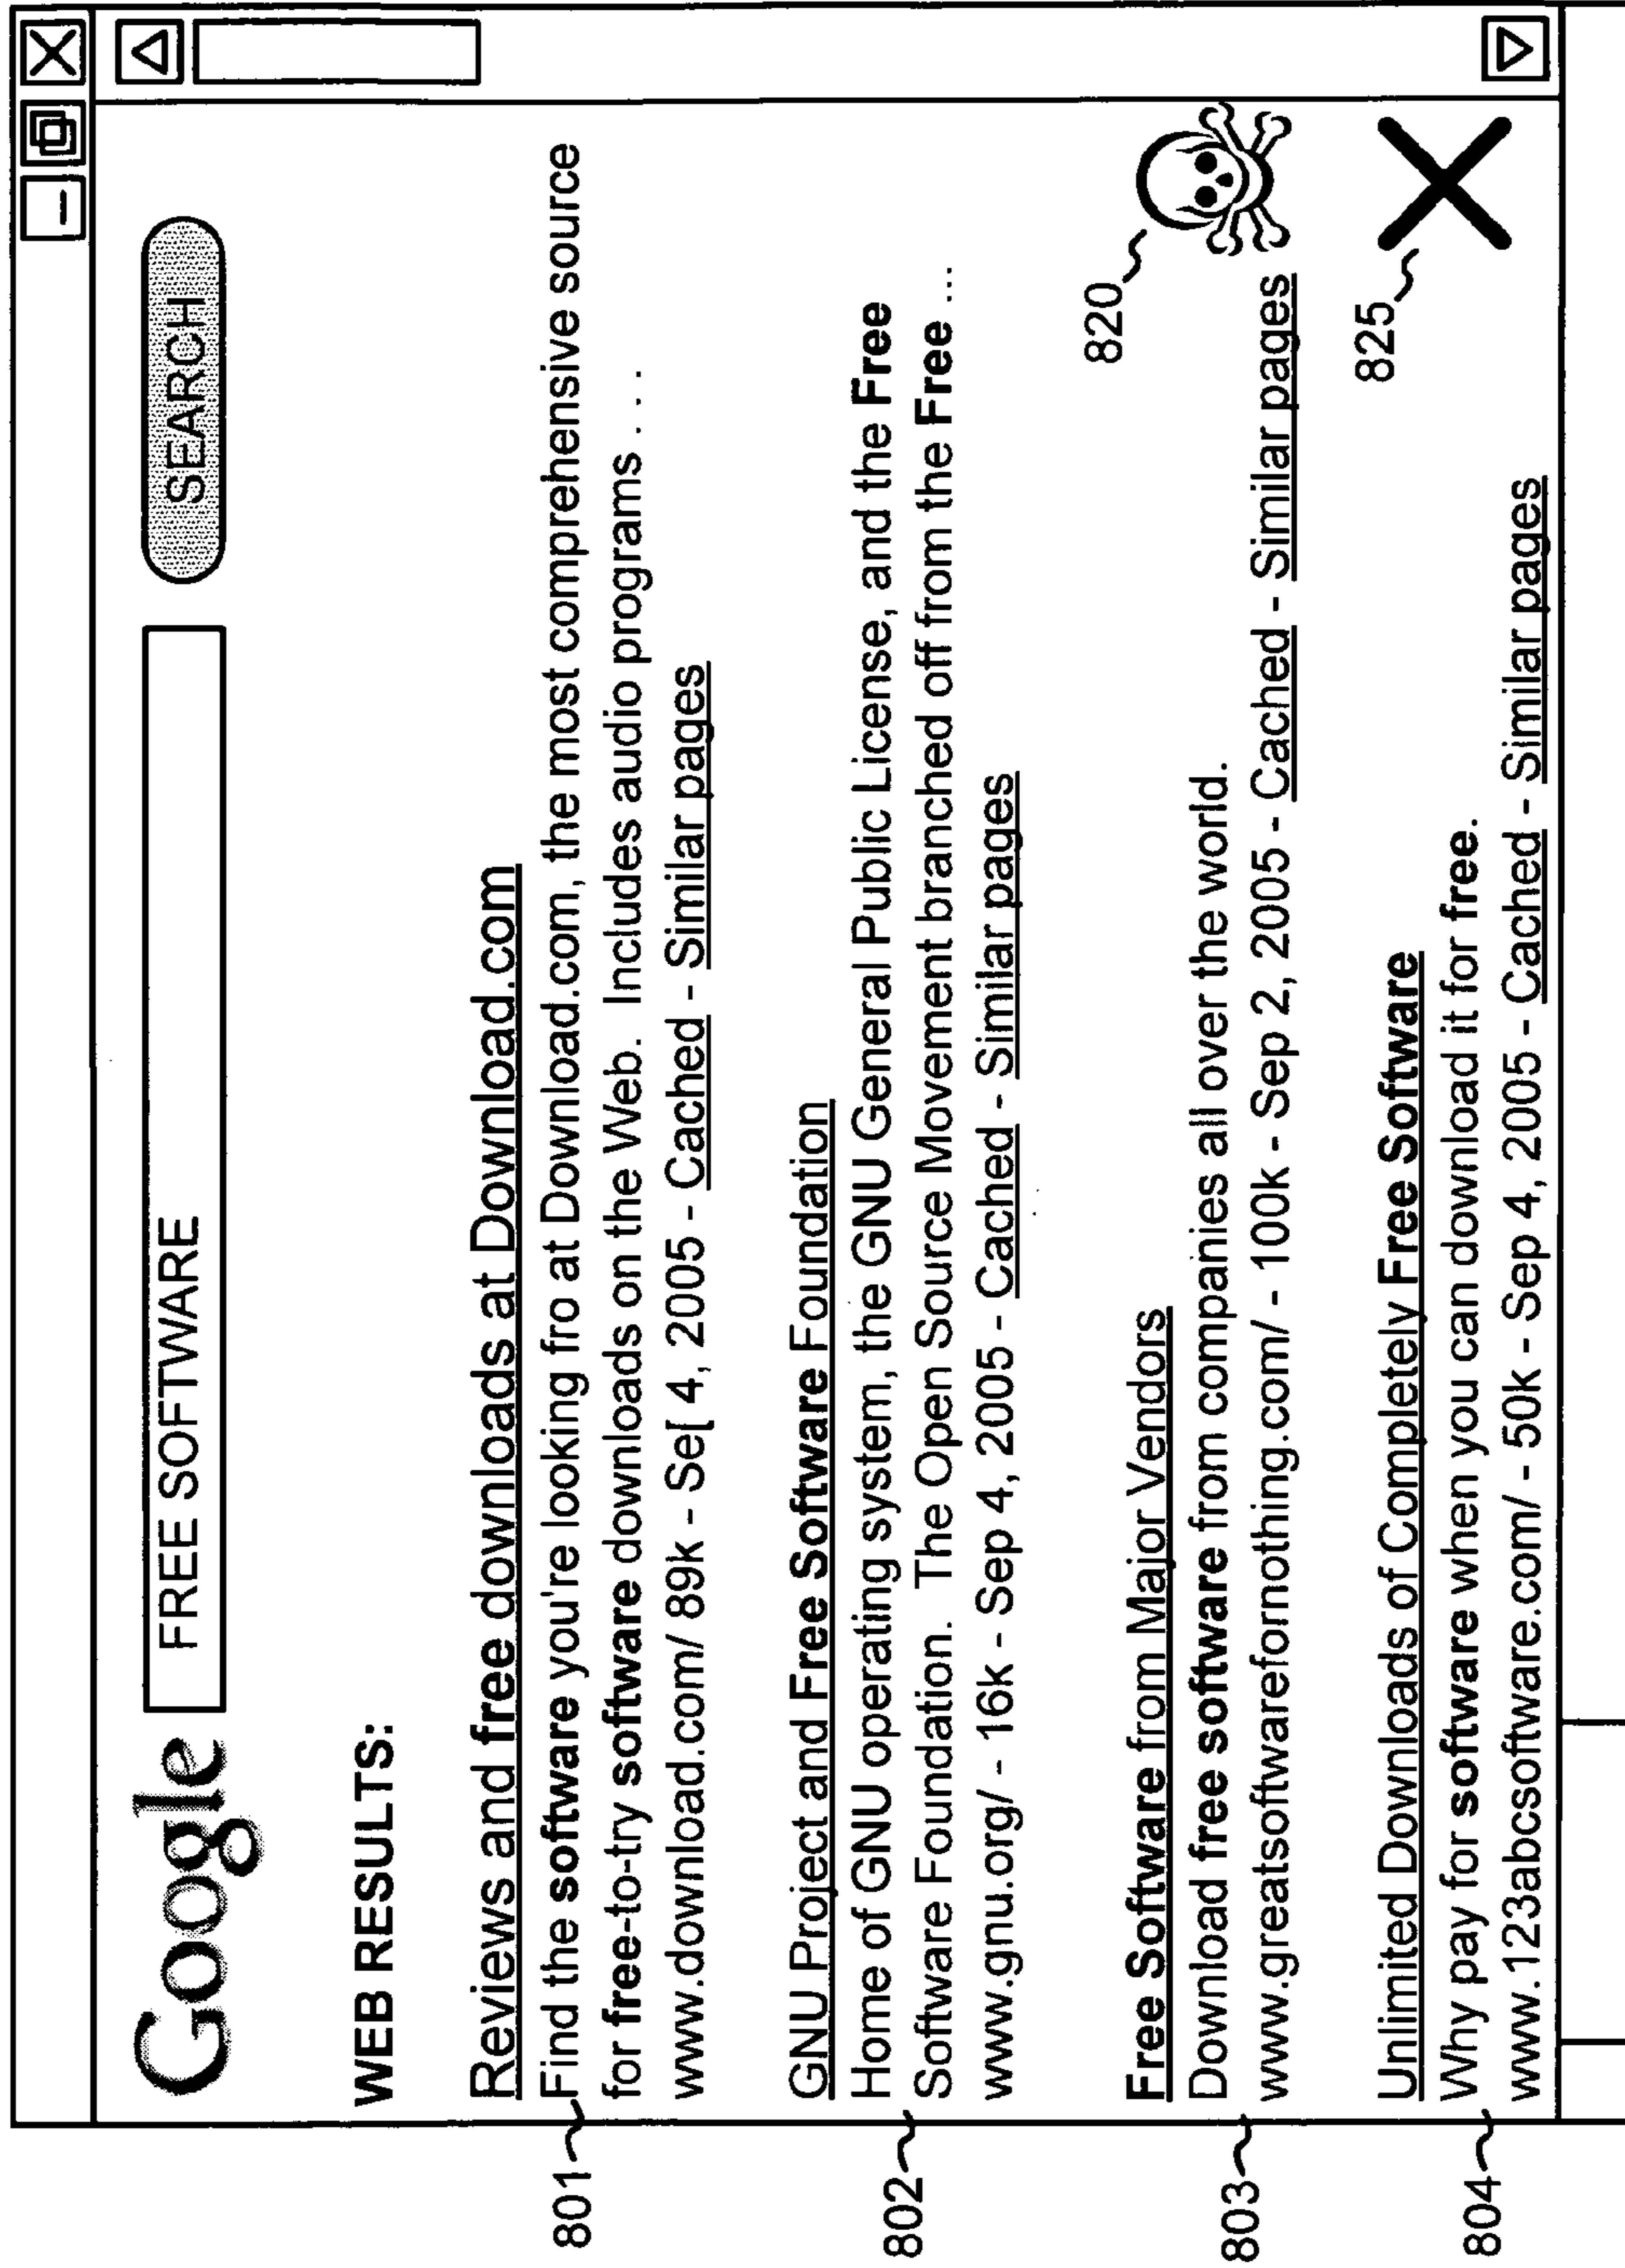 Google FREE SOFTWARE SEARCH
WEB RESULTS:
Reviews and free downloads at Download.com
801 Find the software you're looking fro at Download.com, the most comprehensive source
for free-to-try software downloads on the Web. Includes audio programs . . .
www.download.com/ 89k - Se[ 4, 2005 - Cached - Similar pages
GNU Project and Free Software Foundation
Home of GNU operating system, the GNU General Public License, and the Free
802 Software Foundation. The Open Source Movement branched off from the Free ...
www.gnu.org/ - 16k - Sep 4, 2005 - Cached - Similar pages
820
Free Software from Major Vendors
Download free software from companies all over the world.
803 www.greatsoftwarefornothing.com/ - 100k - Sep 2, 2005 - Cached - Similar pages
825
Unlimited Downloads of Completely Free Software
Why pay for software when you can download it for free.
804 www.123abcsoftware.com/ - 50k - Sep 4, 2005 - Cached - Similar pages